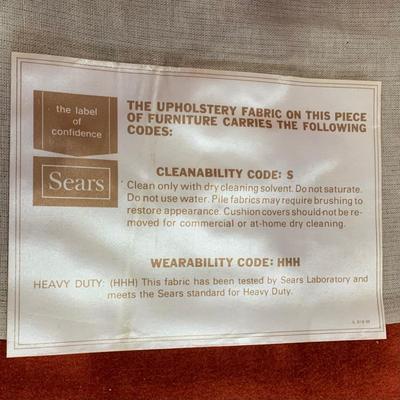 the label
of
confidence
Sears
THE UPHOLSTERY FABRIC ON THIS PIECE
OF FURNITURE CARRIES THE FOLLOWING
CODES:
CLEANABILITY CODE: S
Clean only with dry cleaning solvent. Do not saturate.
Do not use water. Pile fabrics may require brushing to
restore appearance. Cushion covers should not be re-
moved for commercial or at-home dry cleaning.
WEARABILITY CODE: HHH
HEAVY DUTY: (HHH) This fabric has been tested by Sears Laboratory and
meets the Sears standard for Heavy Duty.